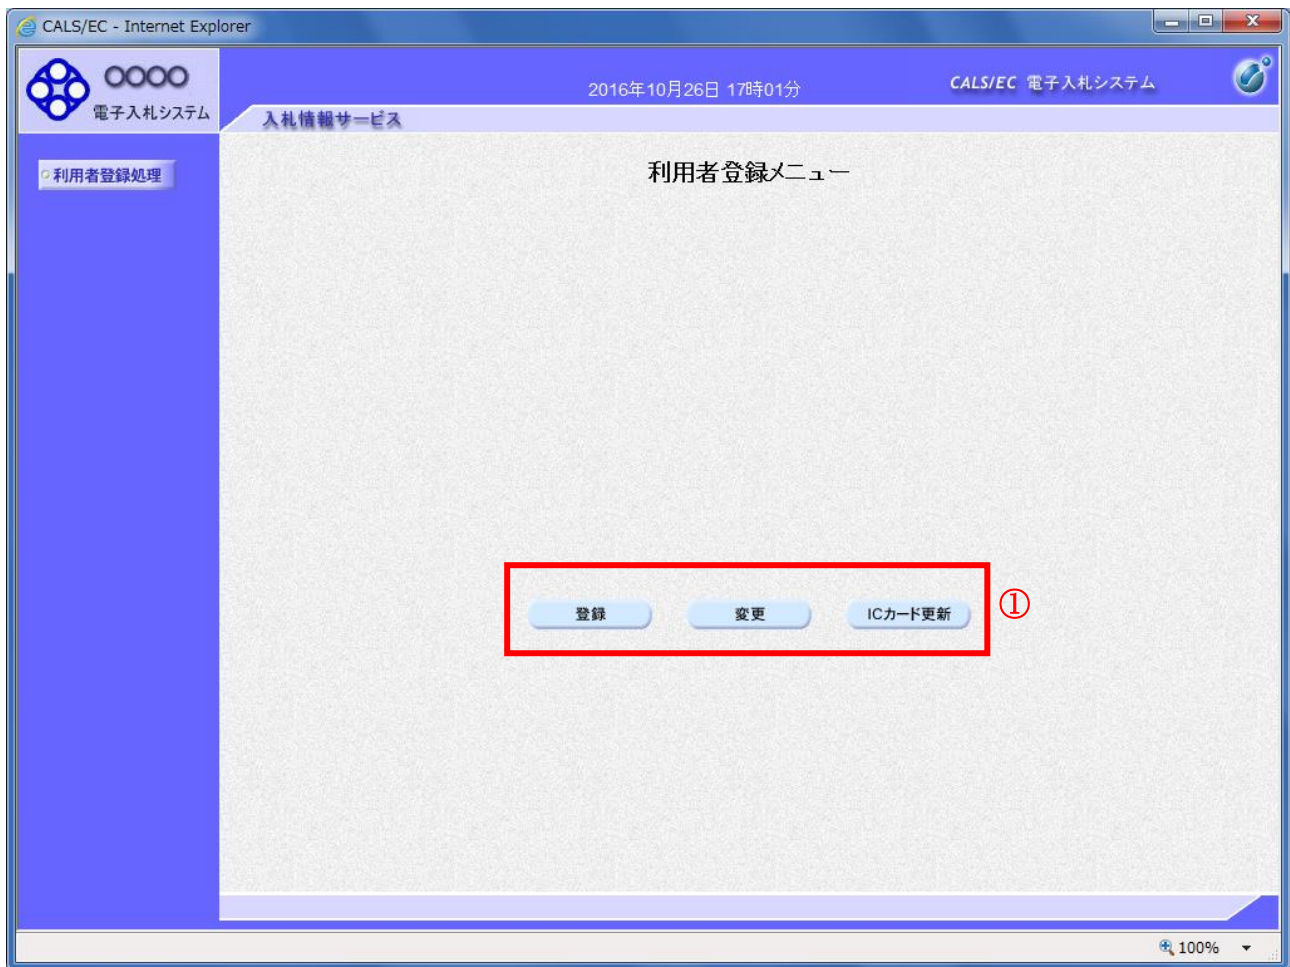 CALS/EC - Internet Explorer
○○○○
電子入札システム
2016年10月26日 17時01分
CALS/EC 電子入札システム
入札情報サービス
利用者登録処理
利用者登録メニュー
登録
変更
ICカード更新
①
100%